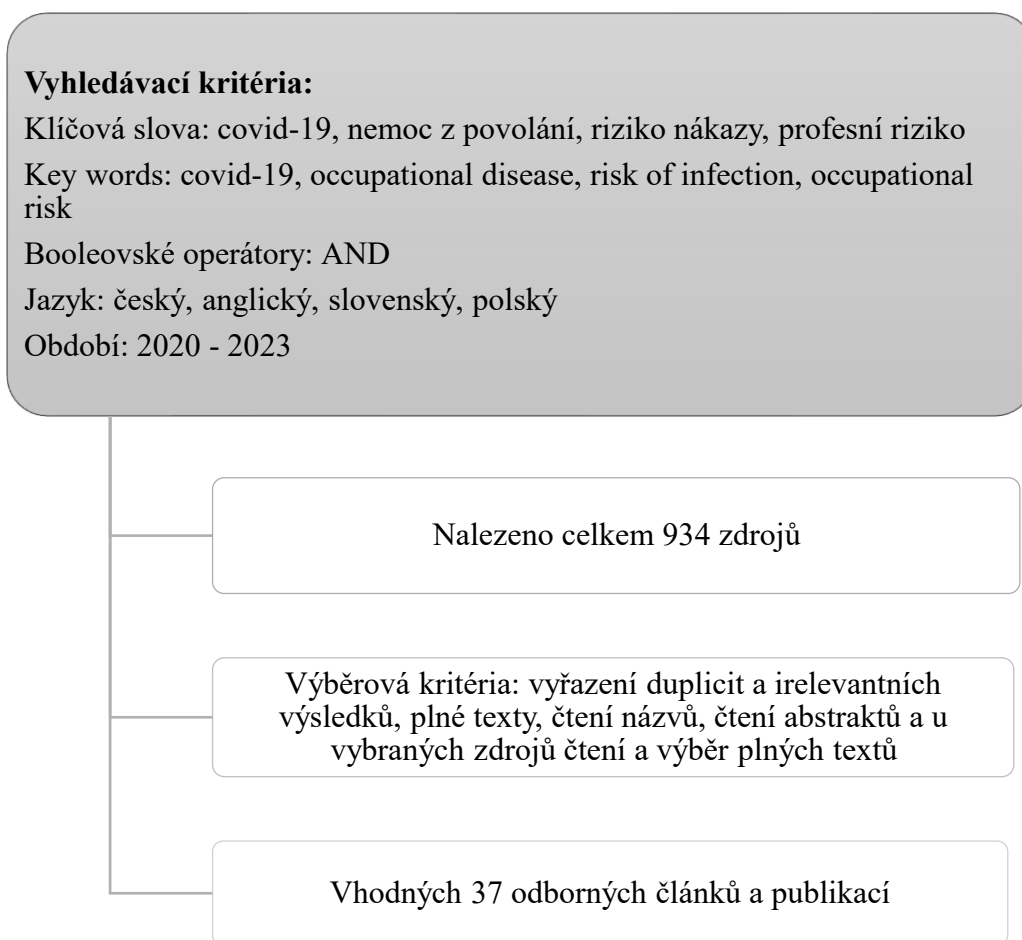 Vyhledávací kritéria:
Klíčová slova: covid-19, nemoc z povolání, riziko nákazy, profesní riziko
Key words: covid-19, occupational disease, risk of infection, occupational
risk
Booleovské operátory: AND
Jazyk: český, anglický, slovenský, polský
Období: 2020 - 2023
Nalezeno celkem 934 zdrojů
Výběrová kritéria: vyřazení duplicit a irelevantních
výsledků, plné texty, čtení názvů, čtení abstraktů a u
vybraných zdrojů čtení a výběr plných textů
Vhodných 37 odborných článků a publikací